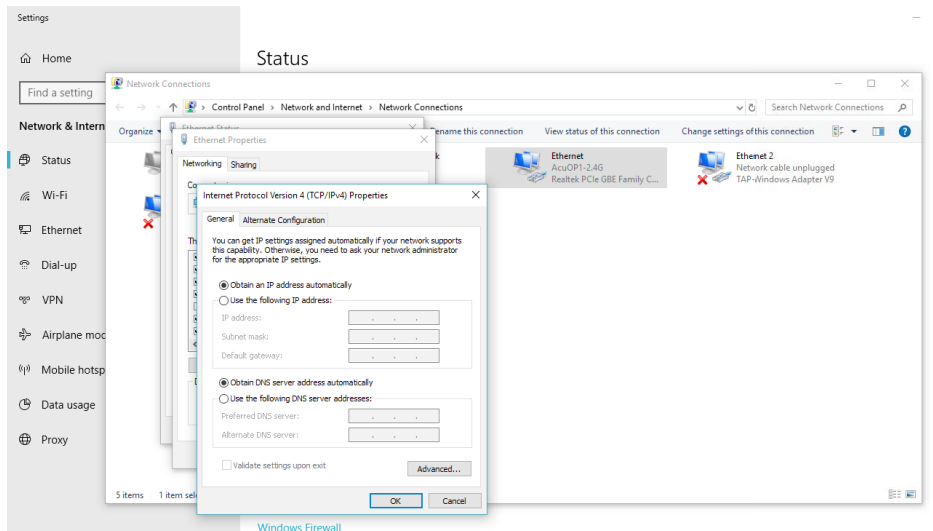 Settings
Home
Find a setting
Network & Intern
Status
Wi-Fi
Ethernet
Dial-up
VPN
Airplane moc
Mobile hotsp
Data usage
Proxy
Status
Windows Firewall
Network Connections
Control Panel > Network and Internet > Network Connections
Search Network Connections
Organize
Rename this connection
View status of this connection
Change settings of this connection
Ethernet
AcuOP1-2.4G
Realtek PCIe GBE Family C...
Ethernet 2
Network cable unplugged
TAP-Windows Adapter V9
5 items 1 item sel
Ethernet Status
Ethernet Properties
Networking
Sharing
Co
Th
Internet Protocol Version 4 (TCP/IPv4) Properties
General
Alternate Configuration
You can get IP settings assigned automatically if your network supports
this capability. Otherwise, you need to ask your network administrator
for the appropriate IP settings.
Obtain an IP address automatically
Use the following IP address:
IP address:
Subnet mask:
Default gateway:
Obtain DNS server address automatically
Use the following DNS server addresses:
Preferred DNS server:
Alternate DNS server:
Validate settings upon exit
Advanced...
OK
Cancel